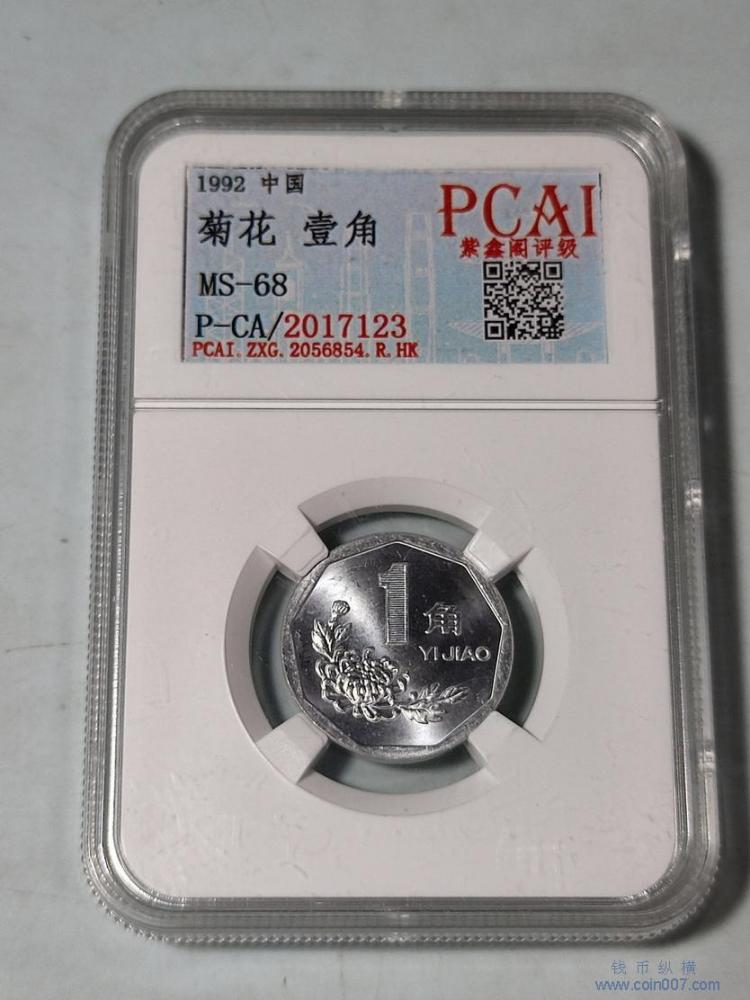 1992 中国
菊花 壹角
MS-68
P-CA/2017123
PCAI.ZXG.2056854.R.HK
PCAI
紫鑫阁评级
1角
YI JIAO
钱币纵横
www.coin007.com